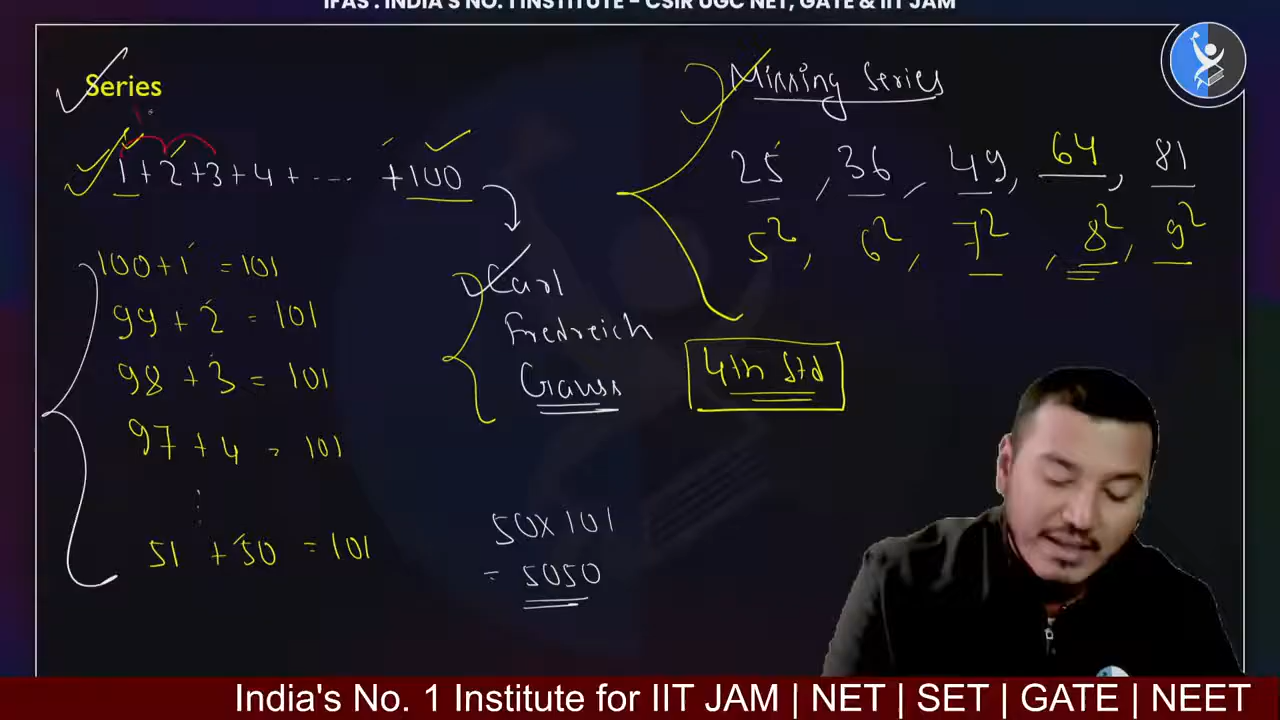 IFAS : INDIA'S NO. 1 INSTITUTE - CSIR UGC NET, GATE & IIT JAM
Series
1 + 2 + 3 + 4 + .... + 100
100 + 1 = 101
99 + 2 = 101
98 + 3 = 101
97 + 4 = 101
⋮
51 + 50 = 101
Carl
Fredreich
Gauss
50 × 101
= 5050
Missing Series
25, 36, 49, 64, 81
5², 6², 7², 8², 9²
4th Std
India's No. 1 Institute for IIT JAM | NET | SET | GATE | NEET